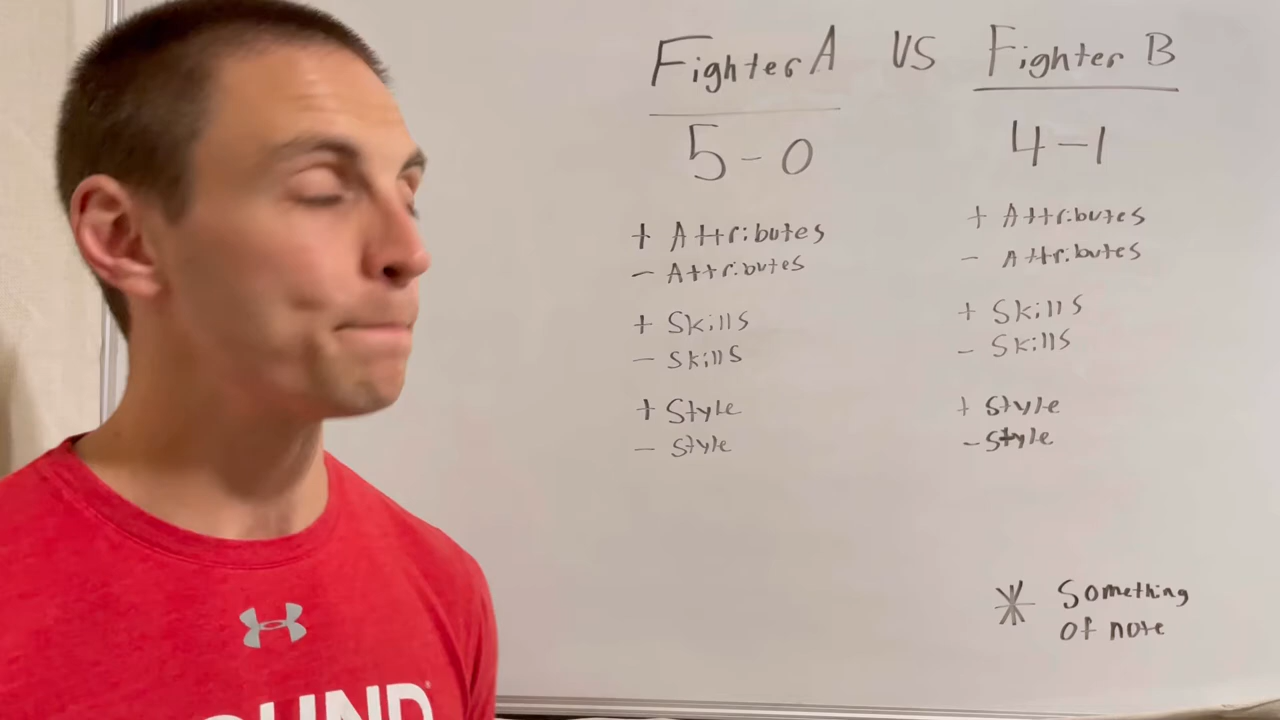 Fighter A VS Fighter B
5-0
4-1
+ Attributes
- Attributes
+ Skills
- Skills
+ Style
- Style
+ Attributes
- Attributes
+ Skills
- Skills
+ Style
- Style
* Something
of note